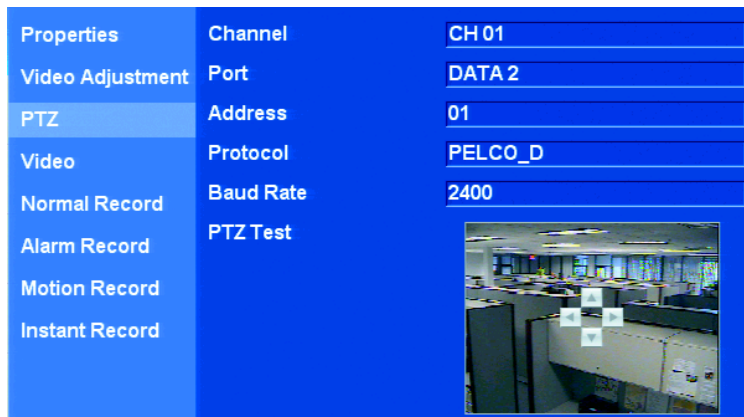 Properties
Video Adjustment
PTZ
Video
Normal Record
Alarm Record
Motion Record
Instant Record
Channel CH 01
Port DATA 2
Address 01
Protocol PELCO_D
Baud Rate 2400
PTZ Test